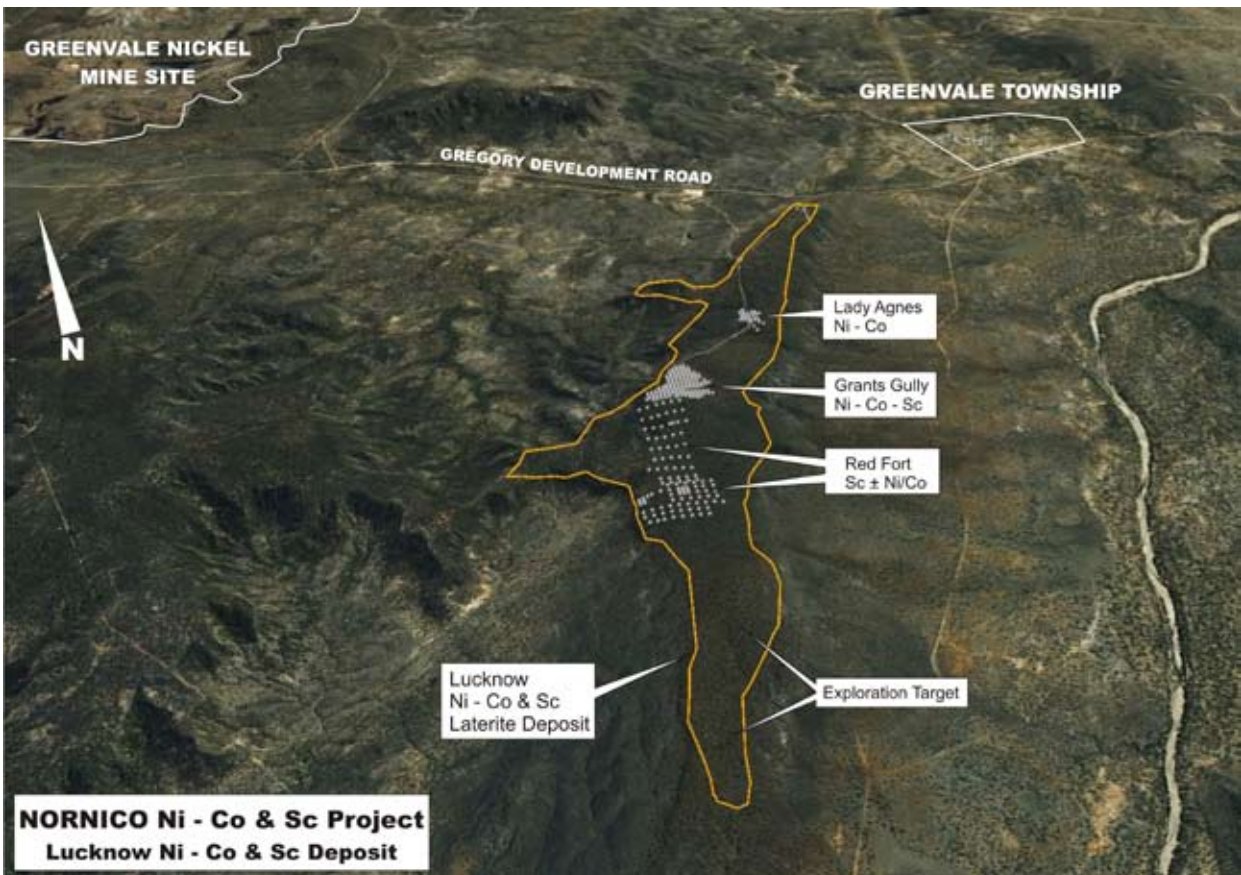 GREENVALE NICKEL
MINE SITE
GREENVALE TOWNSHIP
GREGORY DEVELOPMENT ROAD
N
Lady Agnes
Ni - Co
Grants Gully
Ni - Co - Sc
Red Fort
Sc ± Ni/Co
Lucknow
Ni - Co & Sc
Laterite Deposit
Exploration Target
NORNICO Ni - Co & Sc Project
Lucknow Ni - Co & Sc Deposit